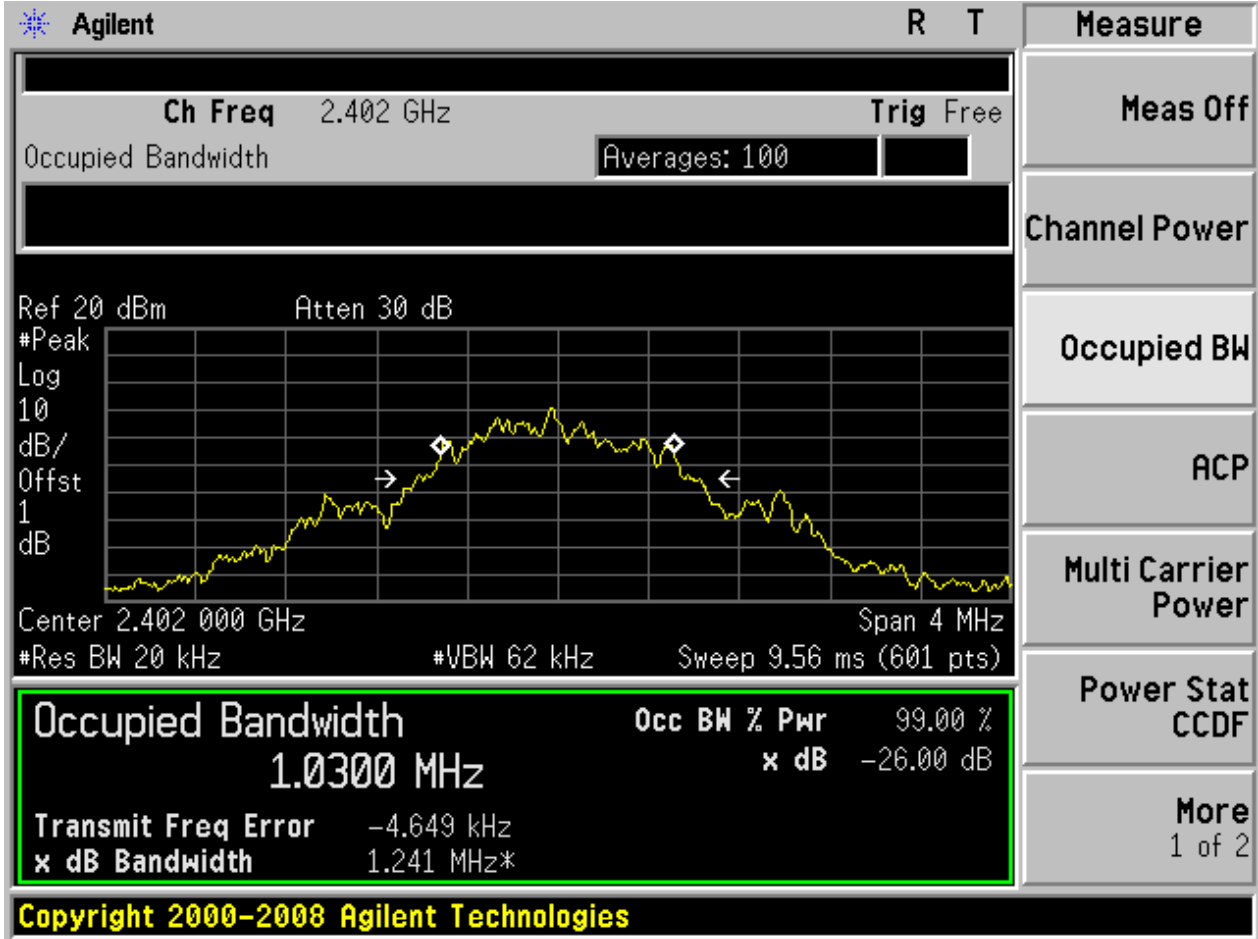 Agilent R T
Ch Freq 2.402 GHz Trig Free
Occupied Bandwidth Averages: 100
Ref 20 dBm Atten 30 dB
#Peak
Log
10
dB/
Offst
1
dB
Center 2.402 000 GHz Span 4 MHz
#Res BW 20 kHz #VBW 62 kHz Sweep 9.56 ms (601 pts)
Occupied Bandwidth
1.0300 MHz
Occ BW % Pwr 99.00 %
x dB -26.00 dB
Transmit Freq Error -4.649 kHz
x dB Bandwidth 1.241 MHz*
Copyright 2000-2008 Agilent Technologies
Measure
Meas Off
Channel Power
Occupied BW
ACP
Multi Carrier
Power
Power Stat
CCDF
More
1 of 2